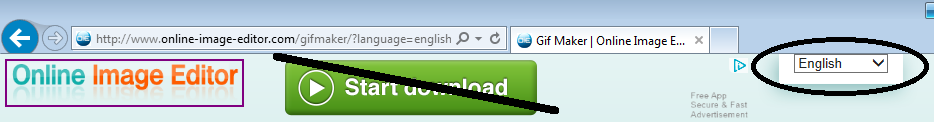 http://www.online-image-editor.com/gifmaker/?language=english
Gif Maker | Online Image E...
Online Image Editor
Start download
English
Free App
Secure & Fast
Advertisement